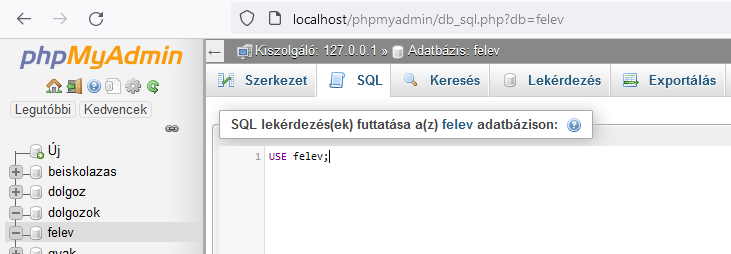 localhost/phpmyadmin/db_sql.php?db=felev
phpMyAdmin
Legutóbbi Kedvencek
Új
beiskolazas
dolgoz
dolgozok
felev
gyak
Kiszolgáló: 127.0.0.1 » Adatbázis: felev
Szerkezet SQL Keresés Lekérdezés Exportálás
SQL lekérdezés(ek) futtatása a(z) felev adatbázison:
1 USE felev;